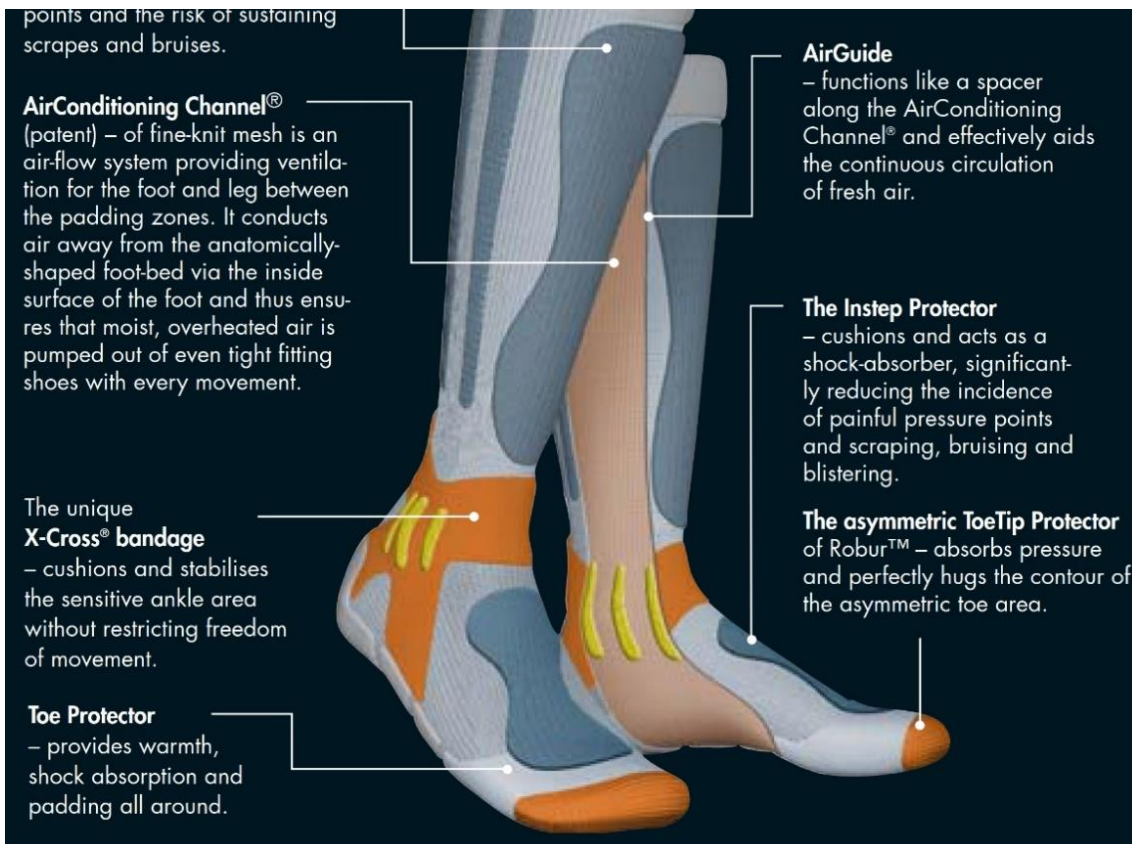 points and the risk of sustaining
scrapes and bruises.
AirConditioning Channel®
(patent) – of fine-knit mesh is an
air-flow system providing ventila-
tion for the foot and leg between
the padding zones. It conducts
air away from the anatomically-
shaped foot-bed via the inside
surface of the foot and thus ensu-
res that moist, overheated air is
pumped out of even tight fitting
shoes with every movement.
The unique
X-Cross® bandage
– cushions and stabilises
the sensitive ankle area
without restricting freedom
of movement.
Toe Protector
– provides warmth,
shock absorption and
padding all around.
AirGuide
– functions like a spacer
along the AirConditioning
Channel® and effectively aids
the continuous circulation
of fresh air.
The Instep Protector
– cushions and acts as a
shock-absorber, significant-
ly reducing the incidence
of painful pressure points
and scraping, bruising and
blistering.
The asymmetric ToeTip Protector
of Robur™ – absorbs pressure
and perfectly hugs the contour of
the asymmetric toe area.